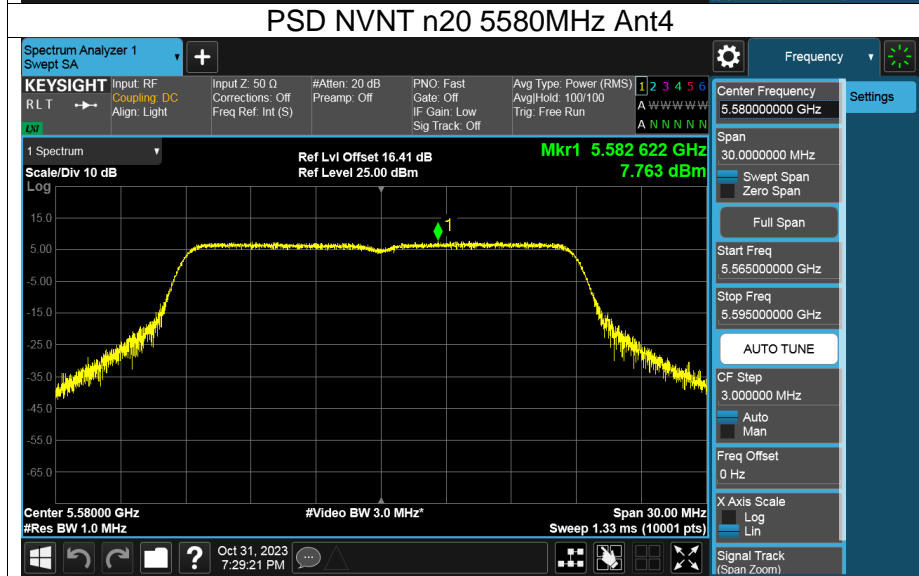 PSD NVNT n20 5580MHz Ant4
Spectrum Analyzer 1
Swept SA
+
Frequency
KEYSIGHT
RLT
LXI
Input: RF
Coupling: DC
Align: Light
Input Z: 50 Ω
Corrections: Off
Freq Ref: Int (S)
#Atten: 20 dB
Preamp: Off
PNO: Fast
Gate: Off
IF Gain: Low
Sig Track: Off
Avg Type: Power (RMS)
Avg|Hold: 100/100
Trig: Free Run
1 2 3 4 5 6
A W W W W W
A N N N N N
Center Frequency
5.580000000 GHz
Settings
1 Spectrum
Scale/Div 10 dB
Log
Ref Lvl Offset 16.41 dB
Ref Level 25.00 dBm
Mkr1 5.582 622 GHz
7.763 dBm
Span
30.0000000 MHz
Swept Span
Zero Span
Full Span
Start Freq
5.565000000 GHz
Stop Freq
5.595000000 GHz
AUTO TUNE
CF Step
3.000000 MHz
Auto
Man
Freq Offset
0 Hz
X Axis Scale
Log
Lin
Signal Track
(Span Zoom)
15.0
5.00
-5.00
-15.0
-25.0
-35.0
-45.0
-55.0
-65.0
1
Center 5.58000 GHz
#Res BW 1.0 MHz
#Video BW 3.0 MHz*
Span 30.00 MHz
Sweep 1.33 ms (10001 pts)
?
Oct 31, 2023
7:29:21 PM